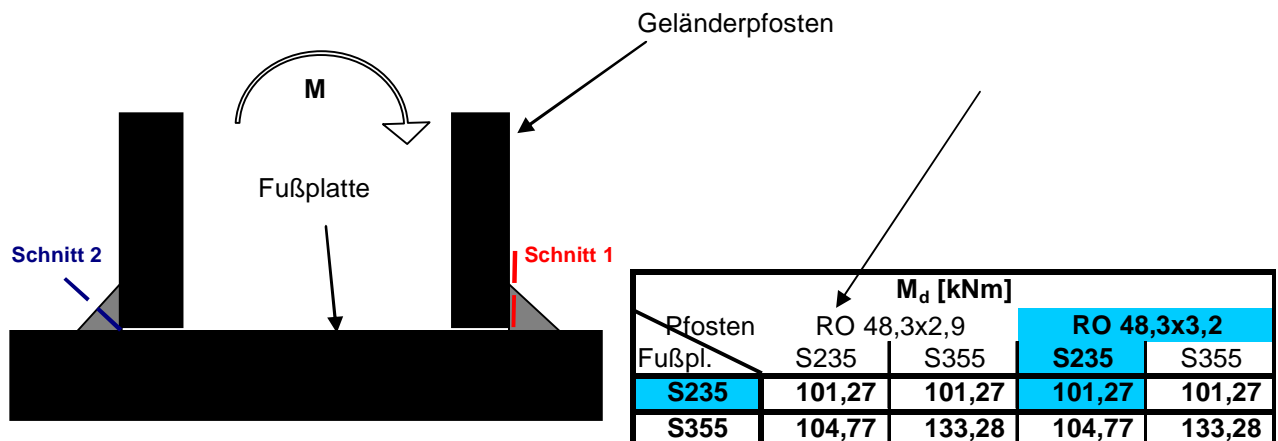 Geländerpfosten
M
Fußplatte
Schnitt 2
Schnitt 1
Md [kNm]
Pfosten RO 48,3x2,9 RO 48,3x3,2
Fußpl. S235 S355 S235 S355
S235 101,27 101,27 101,27 101,27
S355 104,77 133,28 104,77 133,28